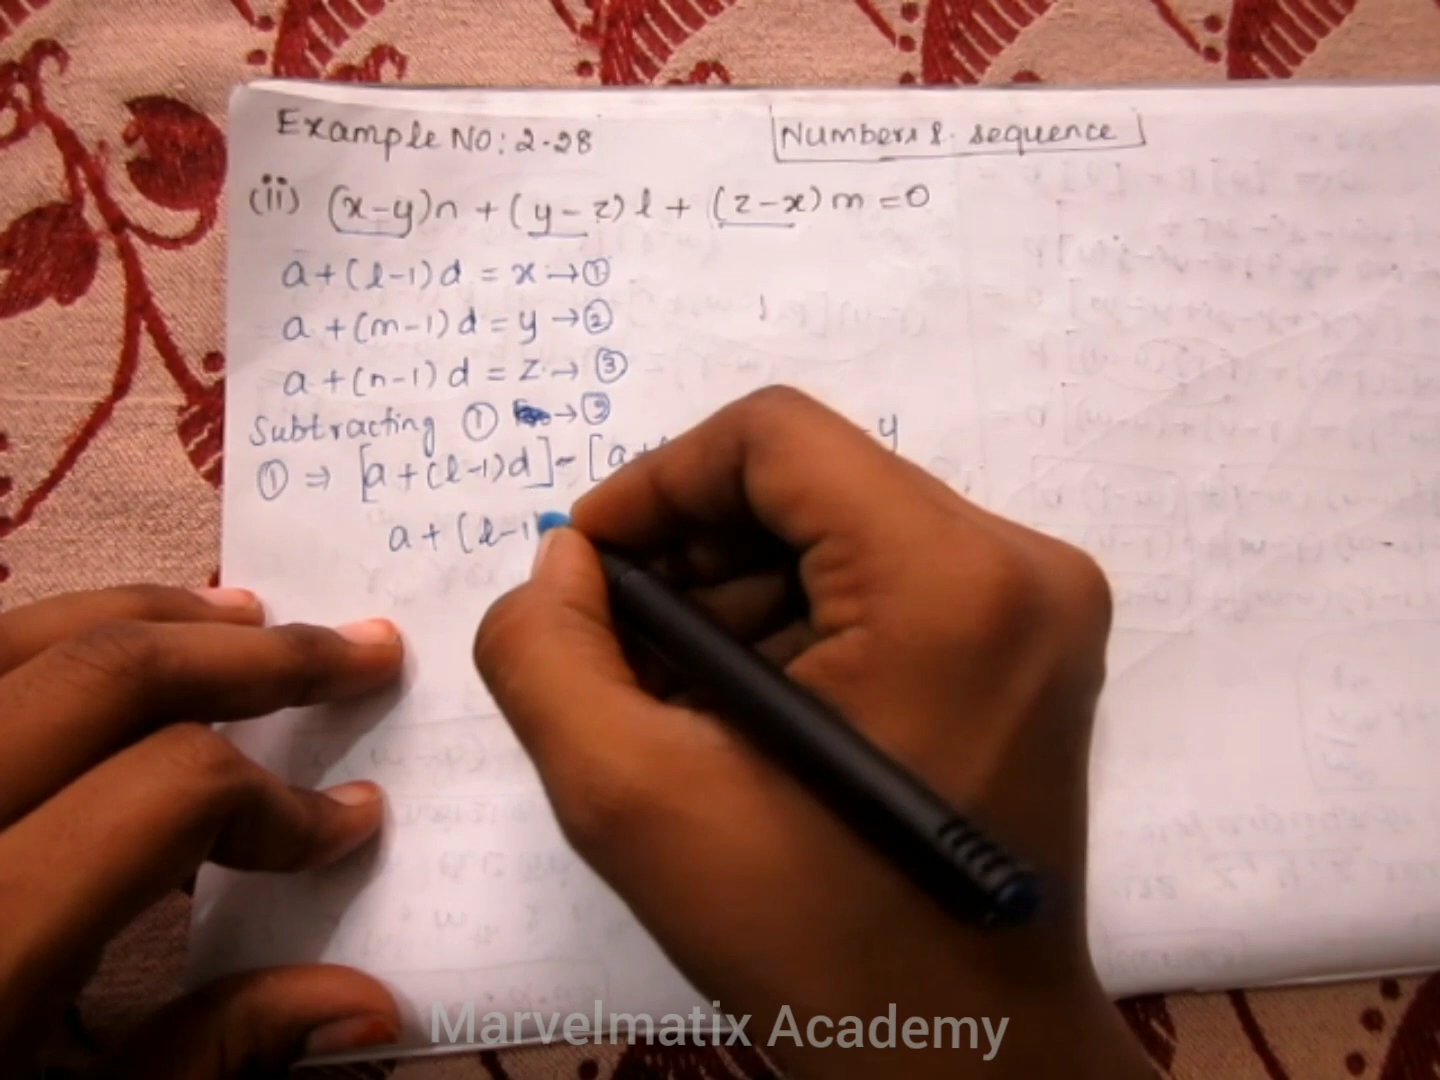 Example No: 2.28
Numbers & sequence
(ii) (x-y)n + (y-z)l + (z-x)m = 0
a + (l-1)d = x → ①
a + (m-1)d = y → ②
a + (n-1)d = z → ③
Subtracting ① → ②
① ⇒ [a + (l-1)d] - [a+ -y
a + (l-1
Marvelmatix Academy